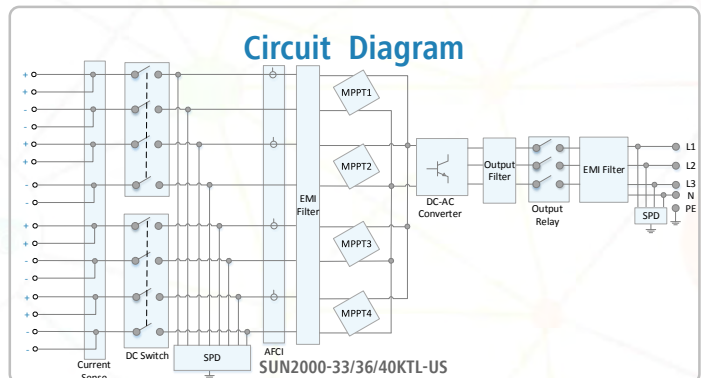 Circuit Diagram
+
+
-
-
+
+
-
-
+
+
-
-
+
+
-
-
Current
Sense
DC Switch
SPD
AFCI
EMI
Filter
MPPT1
MPPT2
MPPT3
MPPT4
DC-AC
Converter
Output
Filter
Output
Relay
EMI Filter
SPD
L1
L2
L3
N
PE
SUN2000-33/36/40KTL-US